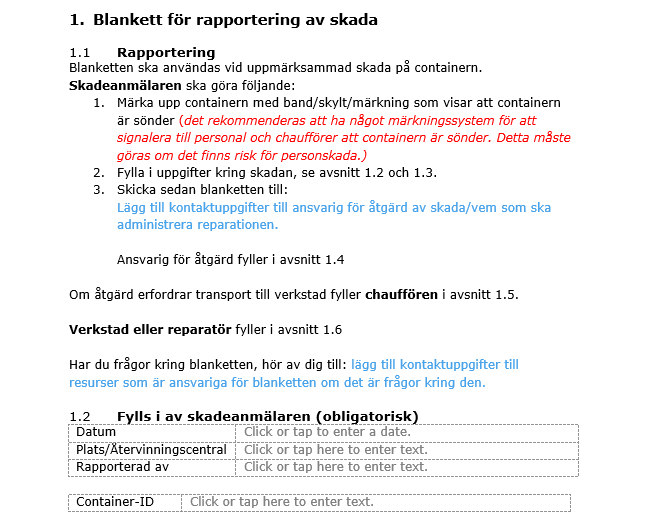 1. Blankett för rapportering av skada
1.1 Rapportering
Blanketten ska användas vid uppmärksammad skada på containern.
Skadeanmälaren ska göra följande:
1. Märka upp containern med band/skylt/märkning som visar att containern
är sönder (det rekommenderas att ha något märkningssystem för att
signalera till personal och chaufförer att containern är sönder. Detta måste
göras om det finns risk för personskada.)
2. Fylla i uppgifter kring skadan, se avsnitt 1.2 och 1.3.
3. Skicka sedan blanketten till:
Lägg till kontaktuppgifter till ansvarig för åtgärd av skada/vem som ska
administrera reparationen.
Ansvarig för åtgärd fyller i avsnitt 1.4
Om åtgärd erfordrar transport till verkstad fyller chauffören i avsnitt 1.5.
Verkstad eller reparatör fyller i avsnitt 1.6
Har du frågor kring blanketten, hör av dig till: lägg till kontaktuppgifter till
resurser som är ansvariga för blanketten om det är frågor kring den.
1.2 Fylls i av skadeanmälaren (obligatorisk)
Datum Click or tap to enter a date.
Plats/Återvinningscentral Click or tap here to enter text.
Rapporterad av Click or tap here to enter text.
Container-ID Click or tap here to enter text.